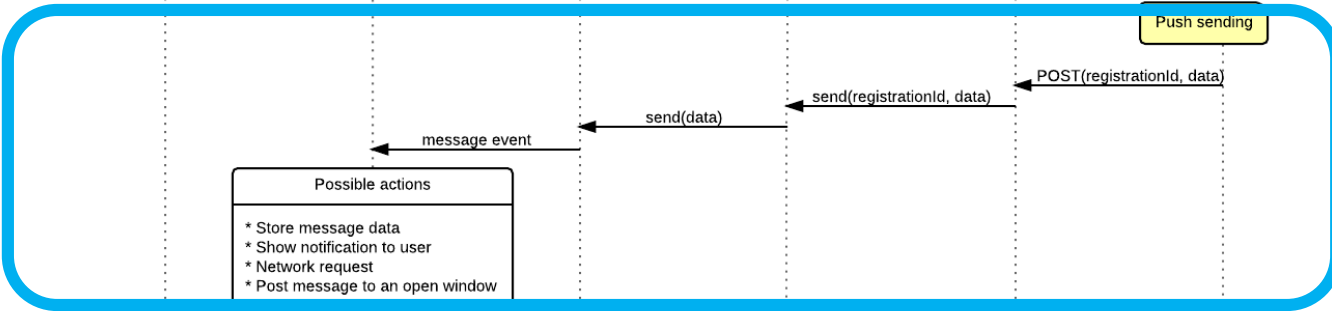 Push sending
POST(registrationId, data)
send(registrationId, data)
send(data)
message event
Possible actions
* Store message data
* Show notification to user
* Network request
* Post message to an open window